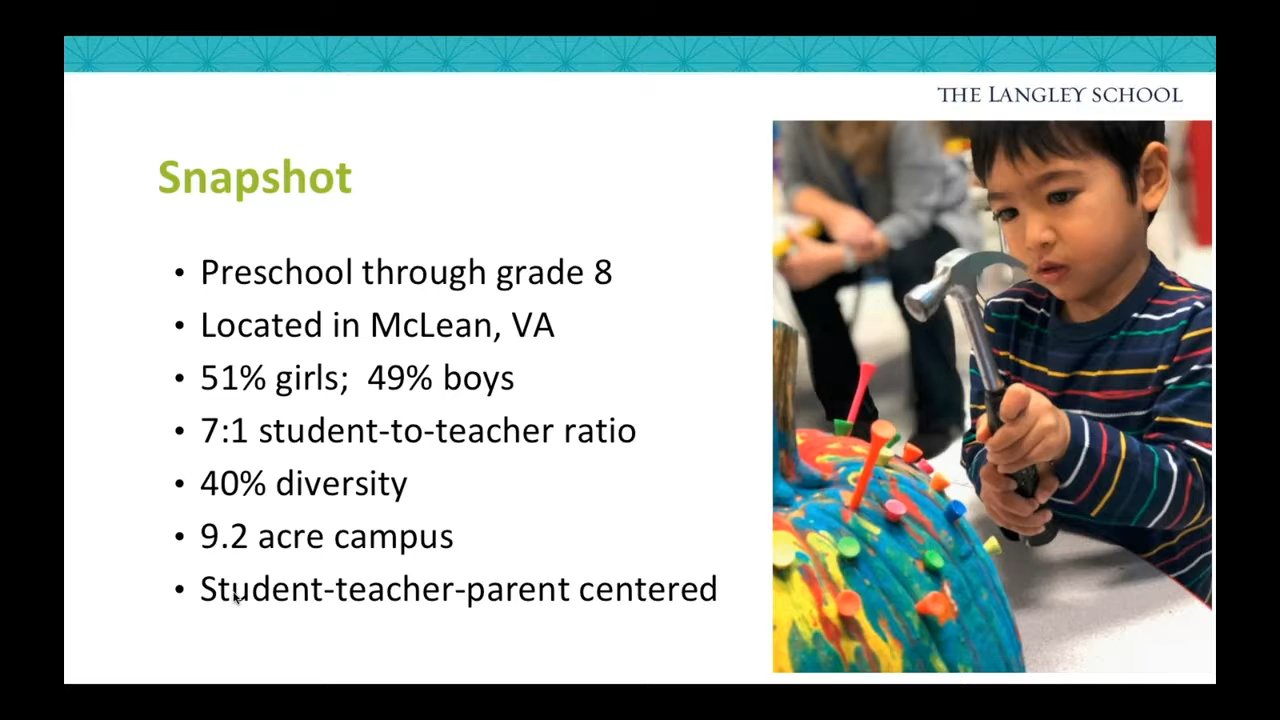 THE LANGLEY SCHOOL
Snapshot
• Preschool through grade 8
• Located in McLean, VA
• 51% girls;  49% boys
• 7:1 student-to-teacher ratio
• 40% diversity
• 9.2 acre campus
• Student-teacher-parent centered